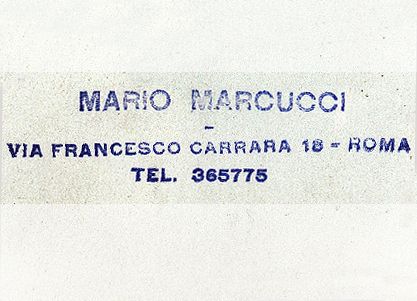 MARIO MARCUCCI
-
VIA FRANCESCO CARRARA 18 - ROMA
TEL. 365775